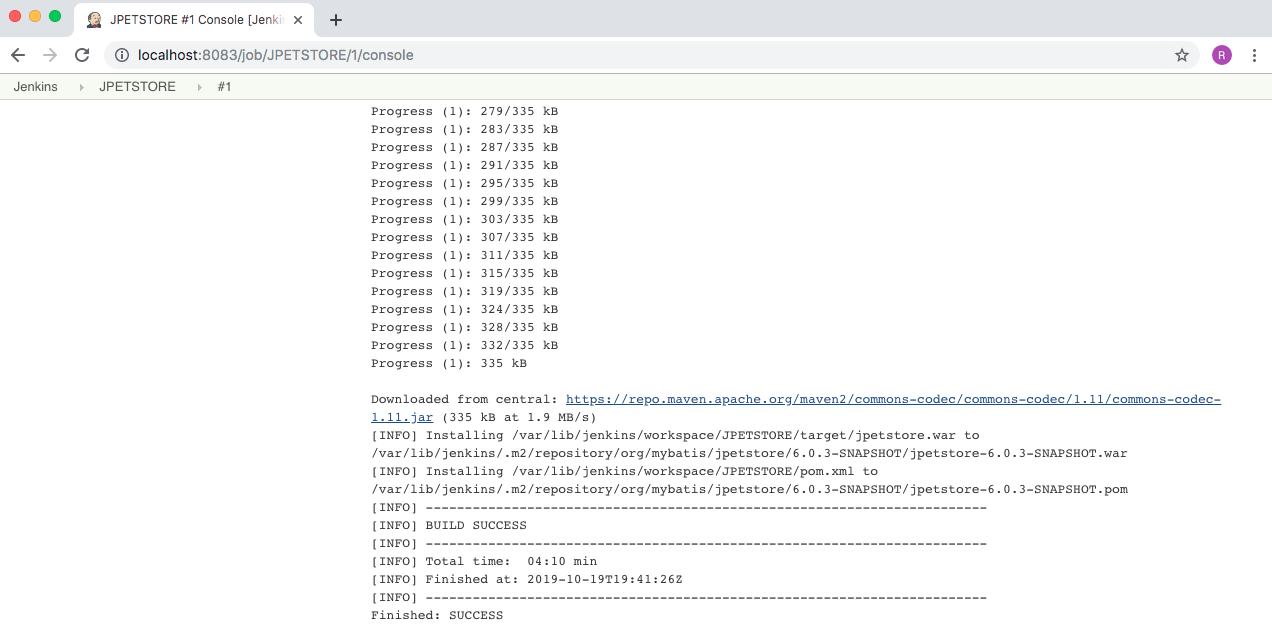 JPETSTORE #1 Console [Jenki
localhost:8083/job/JPETSTORE/1/console
R
Jenkins JPETSTORE #1
Progress (1): 279/335 kB
Progress (1): 283/335 kB
Progress (1): 287/335 kB
Progress (1): 291/335 kB
Progress (1): 295/335 kB
Progress (1): 299/335 kB
Progress (1): 303/335 kB
Progress (1): 307/335 kB
Progress (1): 311/335 kB
Progress (1): 315/335 kB
Progress (1): 319/335 kB
Progress (1): 324/335 kB
Progress (1): 328/335 kB
Progress (1): 332/335 kB
Progress (1): 335 kB
Downloaded from central: https://repo.maven.apache.org/maven2/commons-codec/commons-codec/1.11/commons-codec-
1.11.jar (335 kB at 1.9 MB/s)
[INFO] Installing /var/lib/jenkins/workspace/JPETSTORE/target/jpetstore.war to
/var/lib/jenkins/.m2/repository/org/mybatis/jpetstore/6.0.3-SNAPSHOT/jpetstore-6.0.3-SNAPSHOT.war
[INFO] Installing /var/lib/jenkins/workspace/JPETSTORE/pom.xml to
/var/lib/jenkins/.m2/repository/org/mybatis/jpetstore/6.0.3-SNAPSHOT/jpetstore-6.0.3-SNAPSHOT.pom
[INFO] ------------------------------------------------------------------------
[INFO] BUILD SUCCESS
[INFO] ------------------------------------------------------------------------
[INFO] Total time:  04:10 min
[INFO] Finished at: 2019-10-19T19:41:26Z
[INFO] ------------------------------------------------------------------------
Finished: SUCCESS